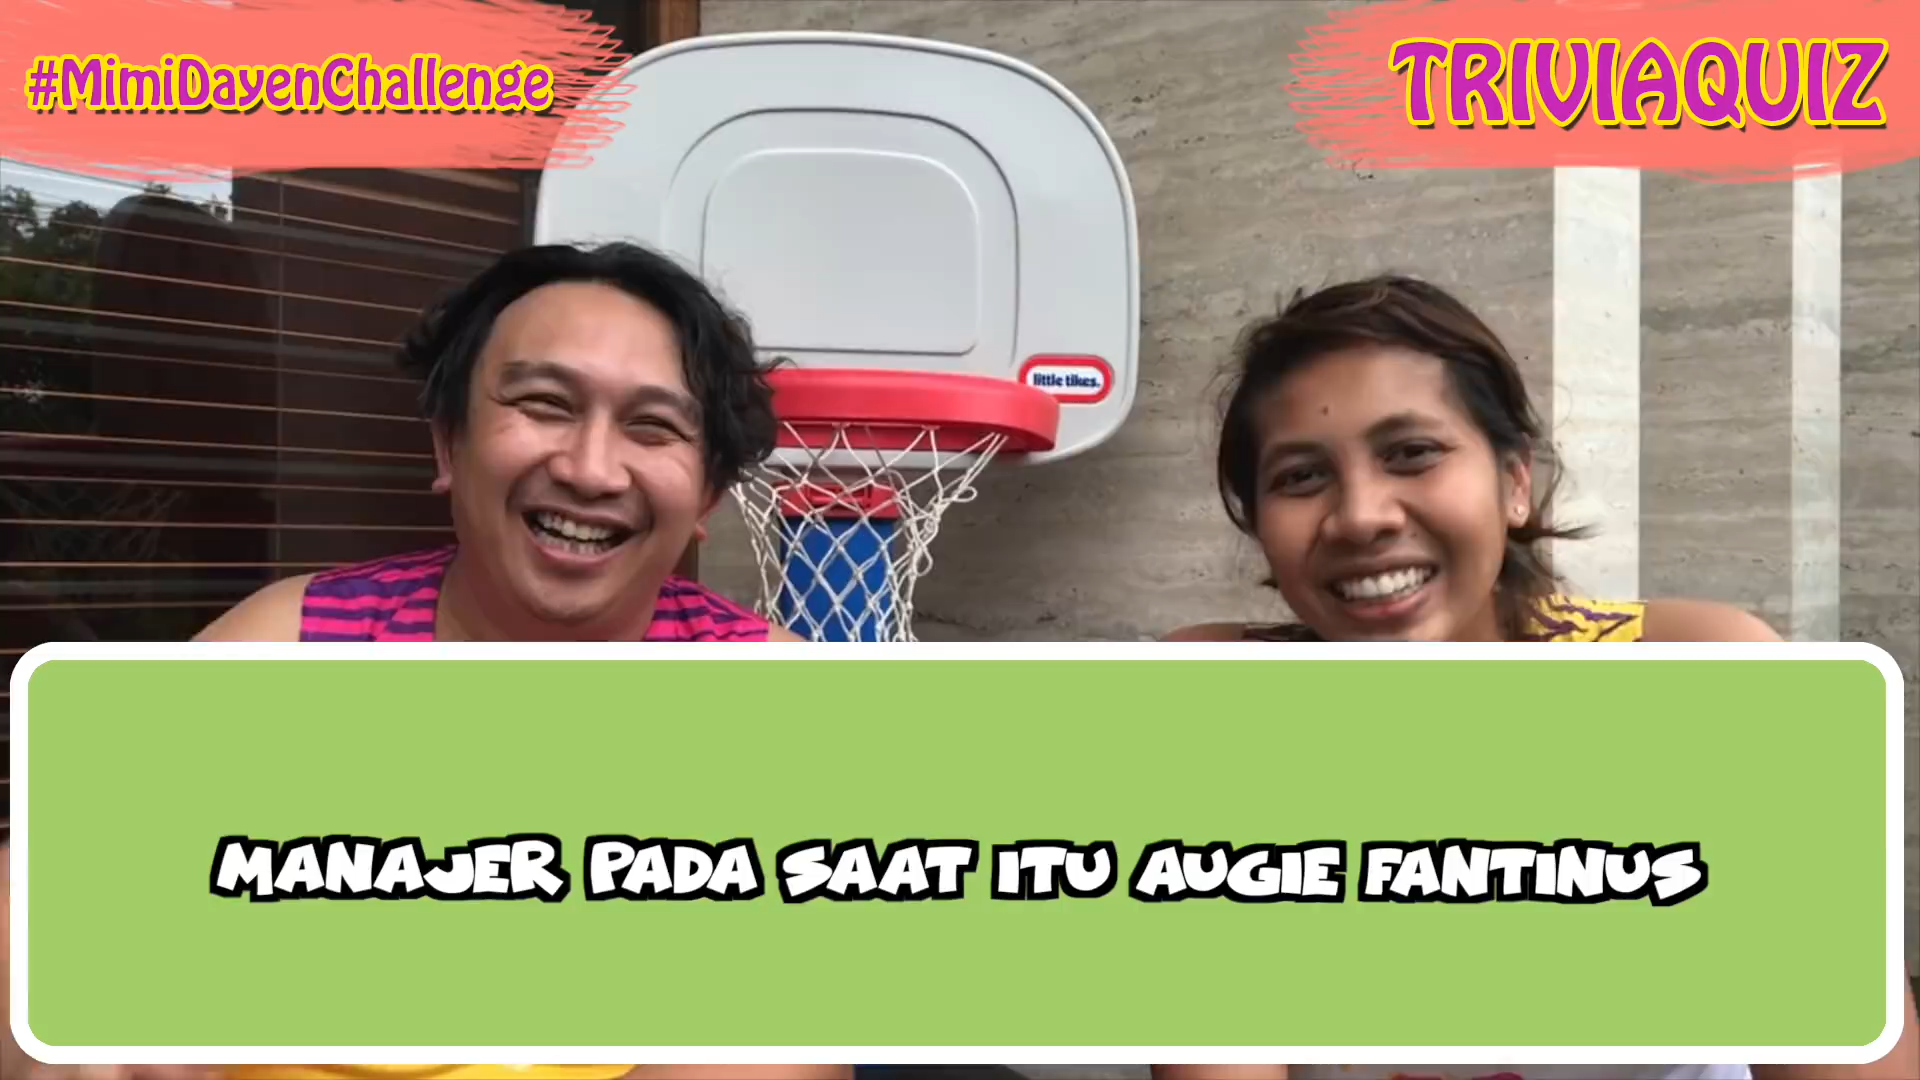 #MimiDayenChallenge
TRIVIAQUIZ
little tikes.
MANAJER PADA SAAT ITU AUGIE FANTINUS